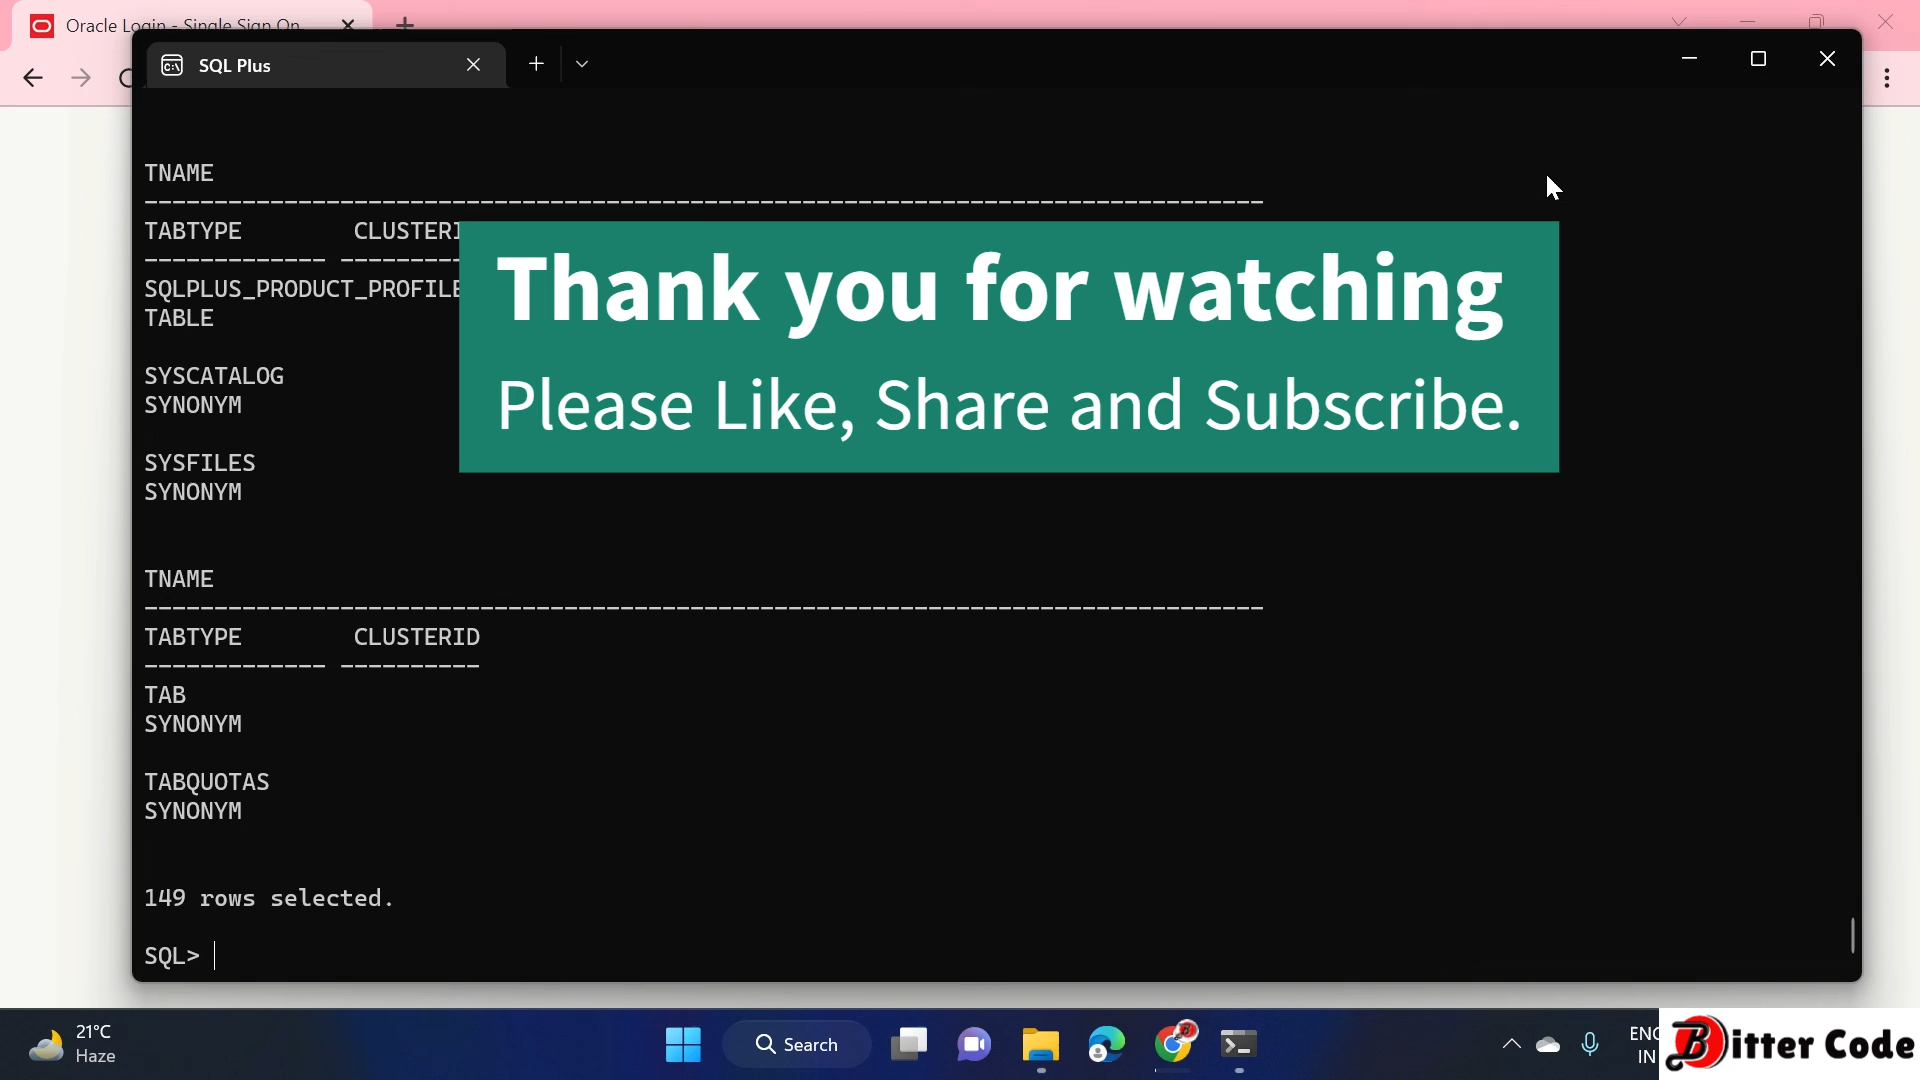 Oracle Login - Single Sign On
SQL Plus
TNAME
--------------------------------------------------------------------------------
TABTYPE        CLUSTERI
------------- ---------
SQLPLUS_PRODUCT_PROFILE
TABLE
SYSCATALOG
SYNONYM
SYSFILES
SYNONYM
Thank you for watching
Please Like, Share and Subscribe.
TNAME
--------------------------------------------------------------------------------
TABTYPE        CLUSTERID
------------- ----------
TAB
SYNONYM
TABQUOTAS
SYNONYM
149 rows selected.
SQL>
21°C
Haze
Search
ENG
IN
Bitter Code